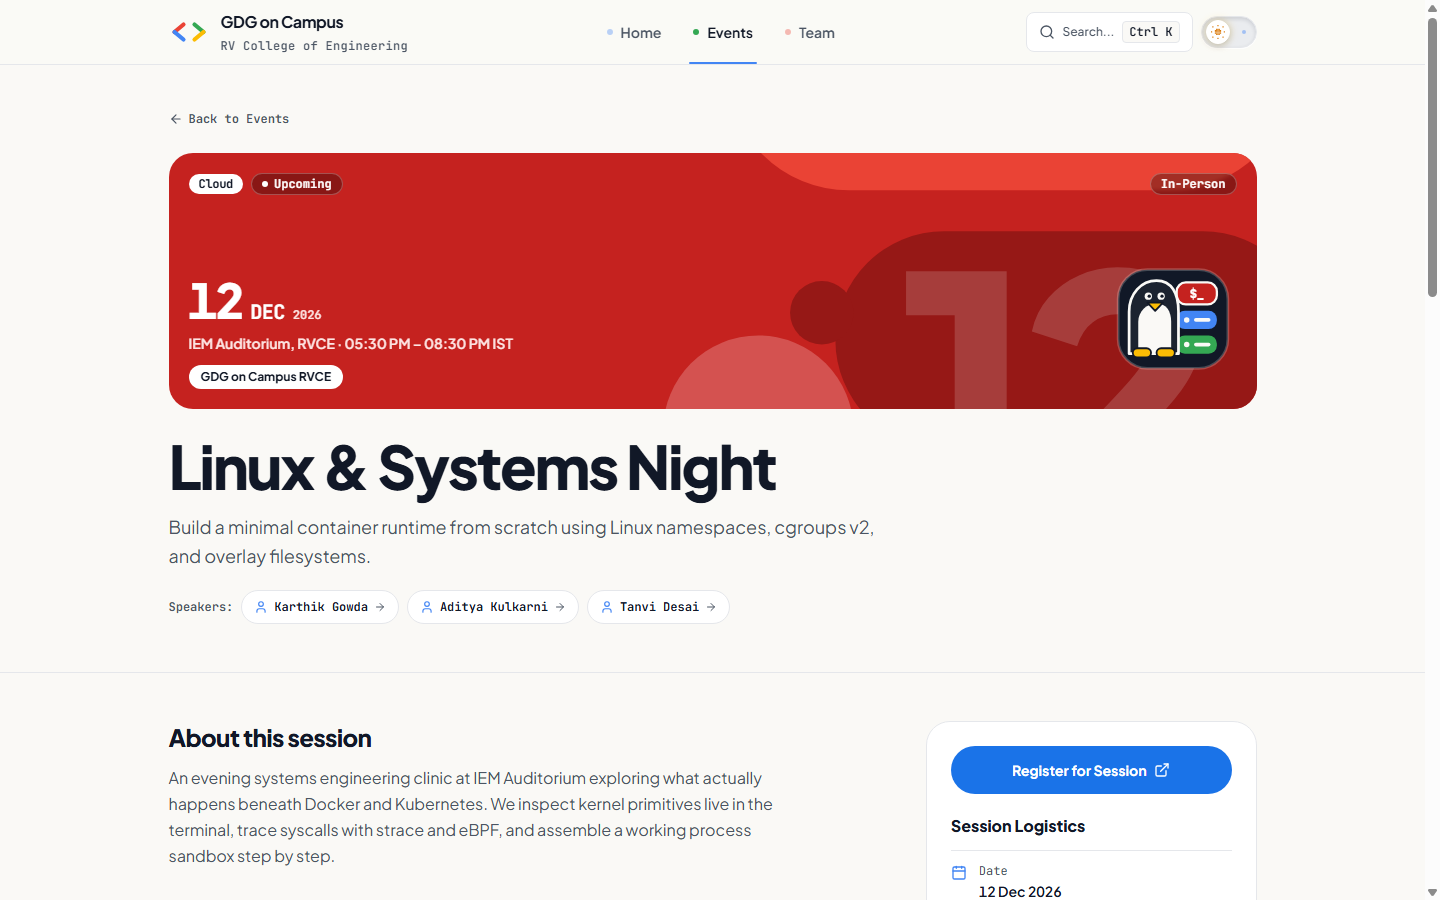 GDG on Campus
RV College of Engineering
Home
Events
Team
Search...
Ctrl K
Back to Events
Cloud
Upcoming
In-Person
12 DEC 2026
IEM Auditorium, RVCE · 05:30 PM – 08:30 PM IST
GDG on Campus RVCE
12
$_
Linux & Systems Night
Build a minimal container runtime from scratch using Linux namespaces, cgroups v2,
and overlay filesystems.
Speakers:
Karthik Gowda
Aditya Kulkarni
Tanvi Desai
About this session
An evening systems engineering clinic at IEM Auditorium exploring what actually
happens beneath Docker and Kubernetes. We inspect kernel primitives live in the
terminal, trace syscalls with strace and eBPF, and assemble a working process
sandbox step by step.
Register for Session
Session Logistics
Date
12 Dec 2026